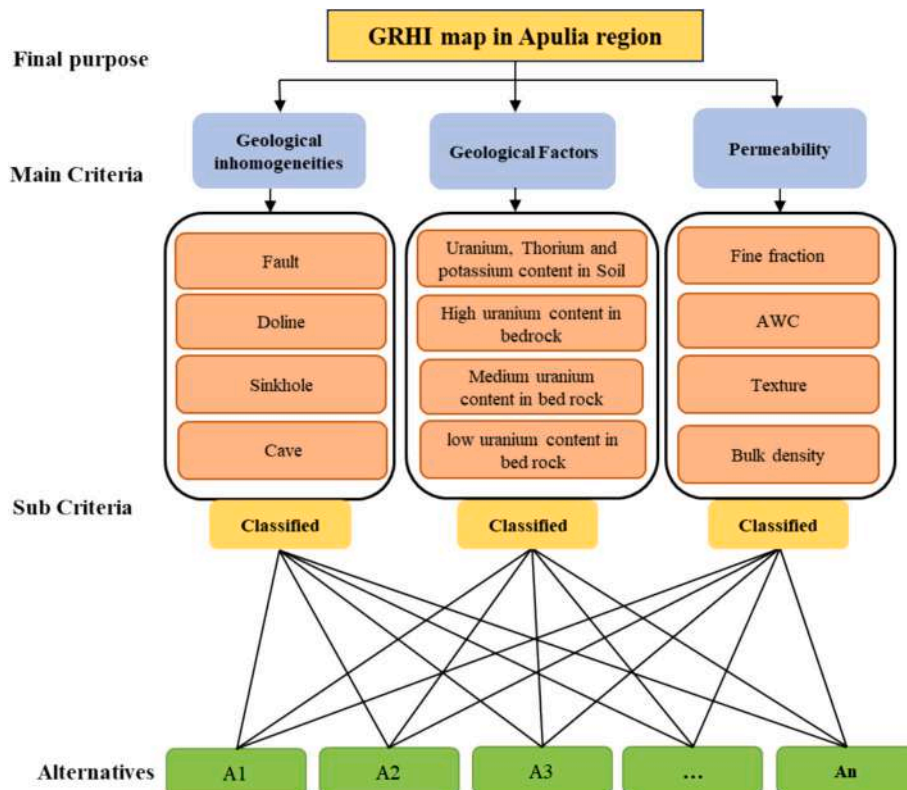 GRHI map in Apulia region
Final purpose
Geological
inhomogeneities
Geological Factors
Permeability
Main Criteria
Fault
Doline
Sinkhole
Cave
Uranium, Thorium and
potassium content in Soil
High uranium content in
bedrock
Medium uranium
content in bed rock
low uranium content in
bed rock
Fine fraction
AWC
Texture
Bulk density
Sub Criteria
Classified
Classified
Classified
Alternatives
A1
A2
A3
...
An